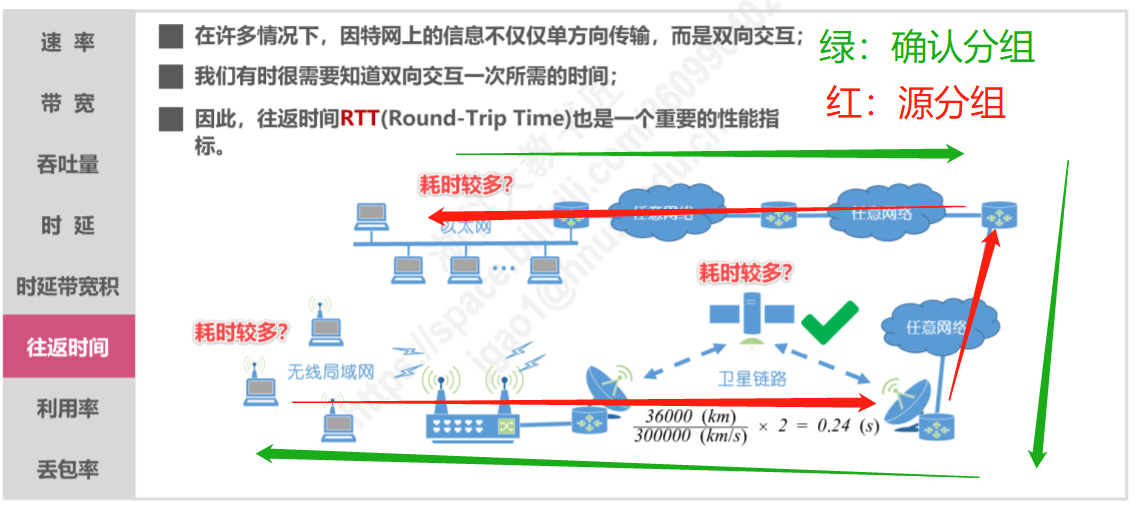 速 率
带 宽
吞吐量
时 延
时延带宽积
往返时间
利用率
丢包率
在许多情况下，因特网上的信息不仅仅单方向传输，而是双向交互；
我们有时很需要知道双向交互一次所需的时间；
因此，往返时间RTT(Round-Trip Time)也是一个重要的性能指
标。
绿：确认分组
红：源分组
耗时较多？
任意网络
任意网络
以太网
...
耗时较多？
耗时较多？
任意网络
无线局域网
卫星链路
36000 (km)
300000 (km/s) × 2 = 0.24 (s)